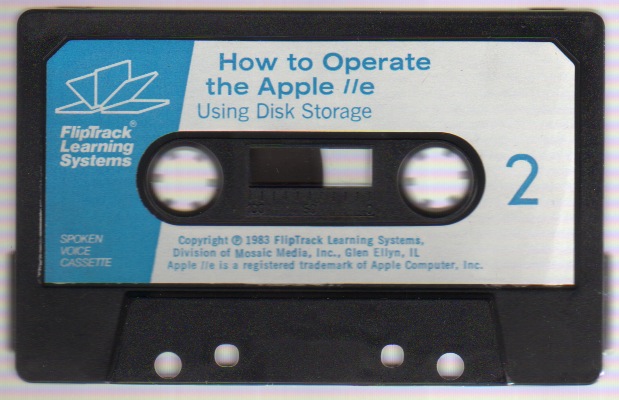 How to Operate
the Apple //e
Using Disk Storage
FlipTrack®
Learning
Systems
2
SPOKEN
VOICE
CASSETTE
Copyright ℗ 1983 FlipTrack Learning Systems,
Division of Mosaic Media, Inc., Glen Ellyn, IL
Apple //e is a registered trademark of Apple Computer, Inc.